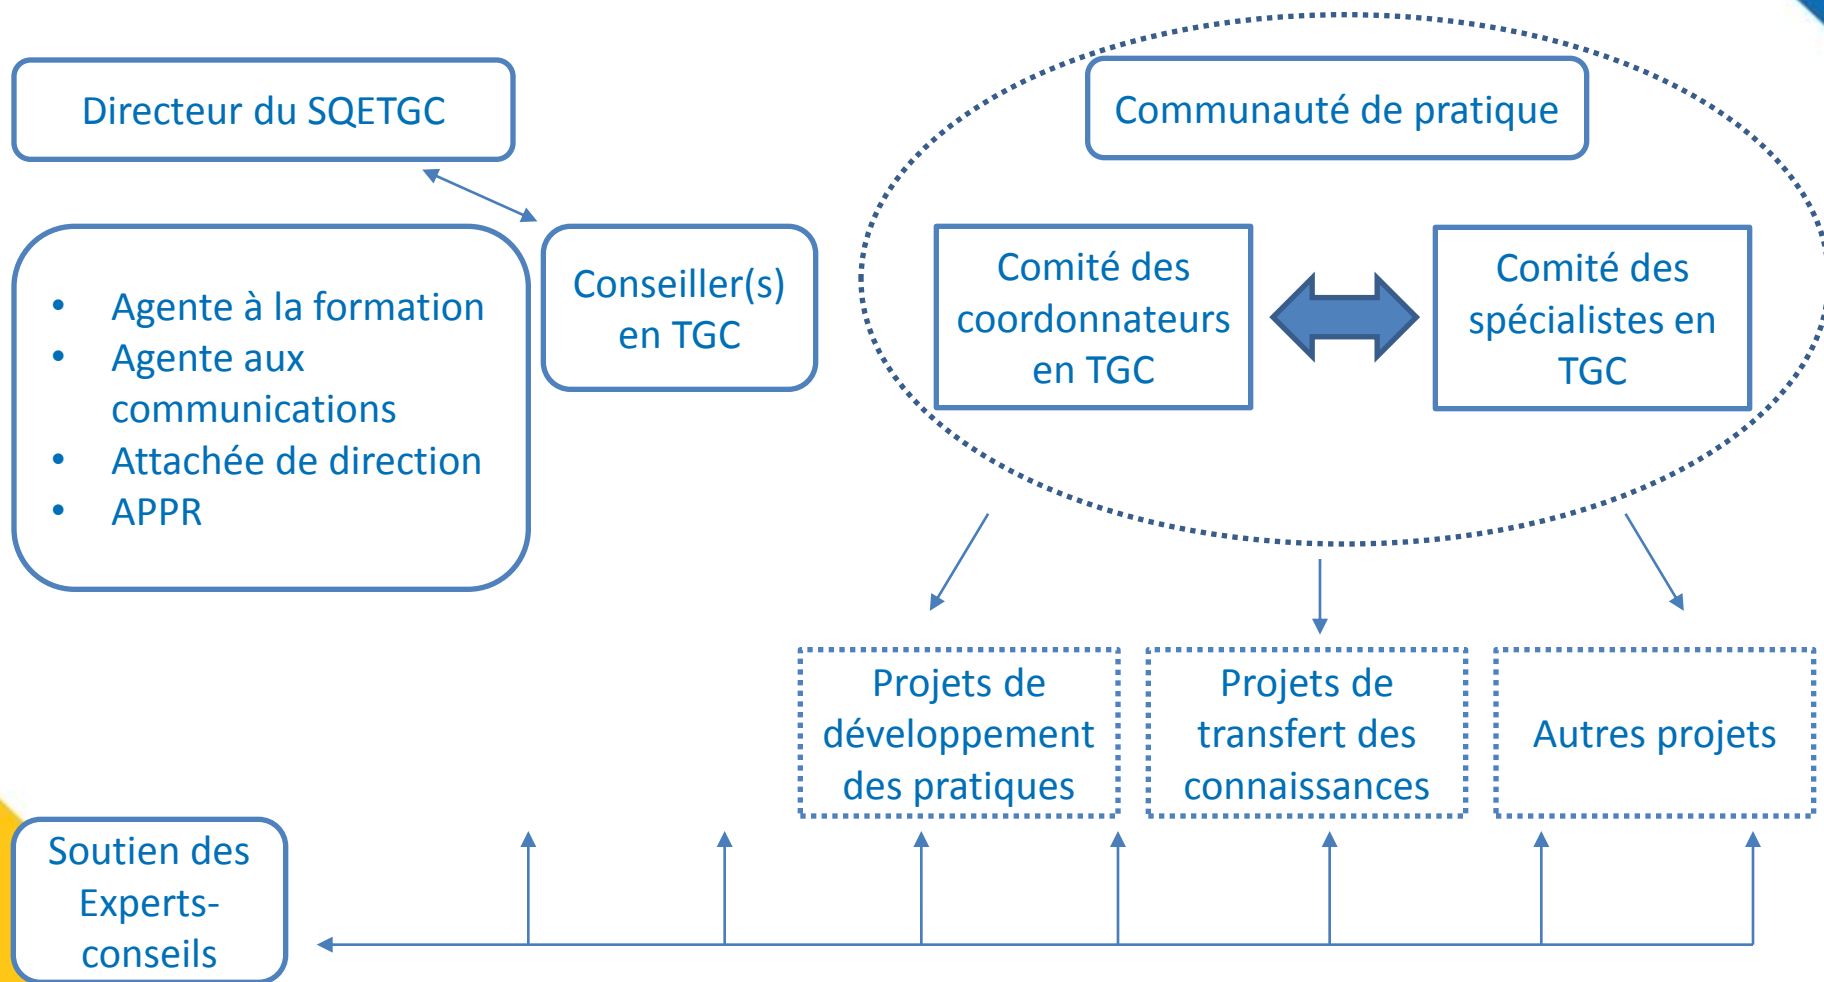 Directeur du SQETGC
Communauté de pratique
• Agente à la formation
• Agente aux
communications
• Attachée de direction
• APPR
Conseiller(s)
en TGC
Comité des
coordonnateurs
en TGC
Comité des
spécialistes en
TGC
Projets de
développement
des pratiques
Projets de
transfert des
connaissances
Autres projets
Soutien des
Experts-
conseils